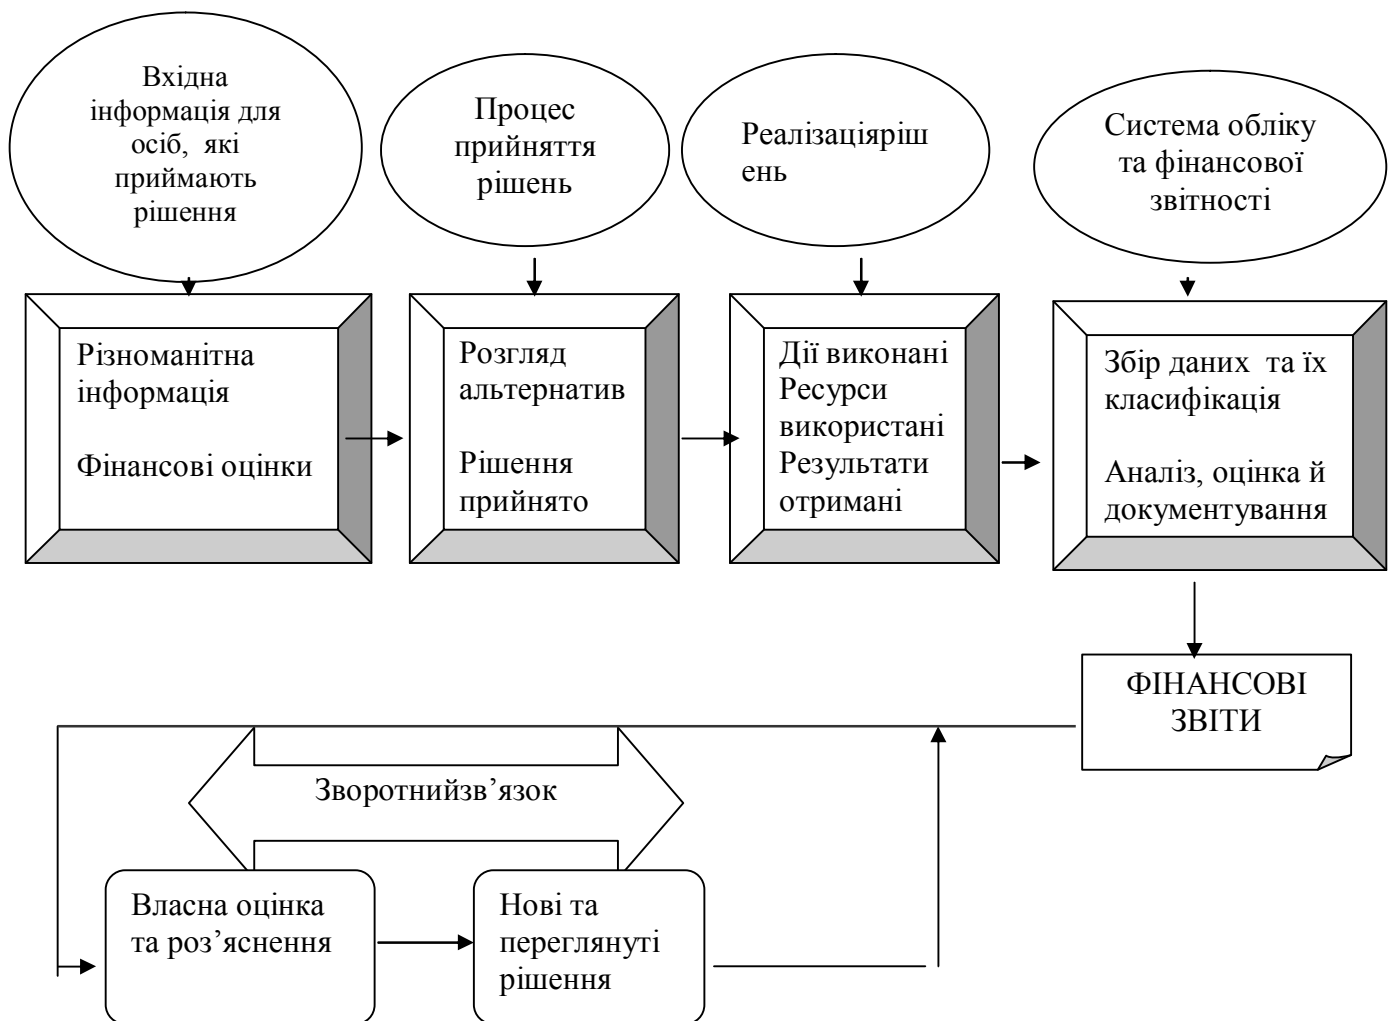 Вхідна
інформація для
осіб,  які
приймають
рішення
Процес
прийняття
рішень
Реалізаціяріш
ень
Система обліку
та фінансової
звітності
Різноманітна
інформація
Фінансові оцінки
Розгляд
альтернатив
Рішення
прийнято
Дії виконані
Ресурси
використані
Результати
отримані
Збір даних  та їх
класифікація
Аналіз, оцінка й
документування
ФІНАНСОВІ
ЗВІТИ
Зворотнийзв’язок
Власна оцінка
та роз’яснення
Нові та
переглянуті
рішення